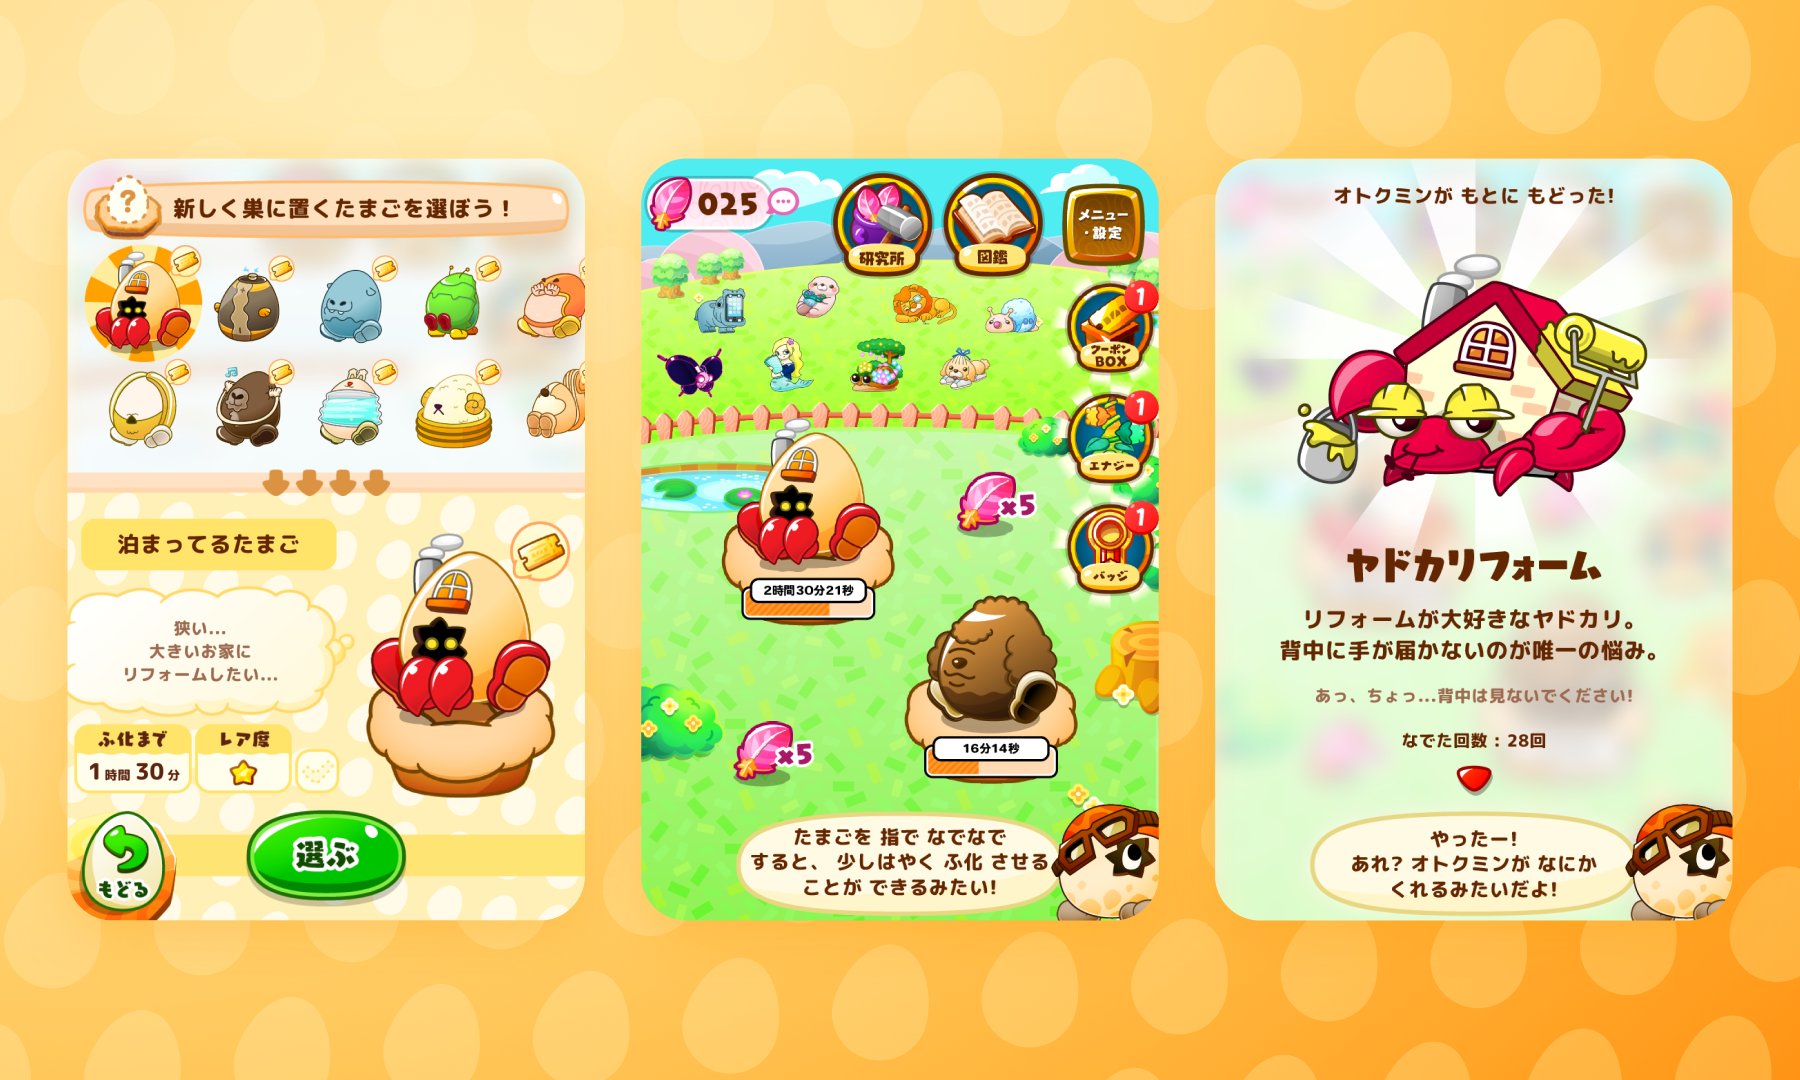 ?
新しく巣に置くたまごを選ぼう！
泊まってるたまご
狭い...
大きいお家に
リフォームしたい...
ふ化まで
1時間30分
レア度
もどる
選ぶ
025
研究所
図鑑
メニュー
・設定
1
クーポン
BOX
1
エナジー
1
バッジ
×5
2時間30分21秒
16分14秒
×5
たまごを 指で なでなで
すると、 少しはやく ふ化 させる
ことが できるみたい!
オトクミンが もとに もどった!
ヤドカリフォーム
リフォームが大好きなヤドカリ。
背中に手が届かないのが唯一の悩み。
あっ、ちょっ...背中は見ないでください!
なでた回数：28回
やったー!
あれ? オトクミンが なにか
くれるみたいだよ!